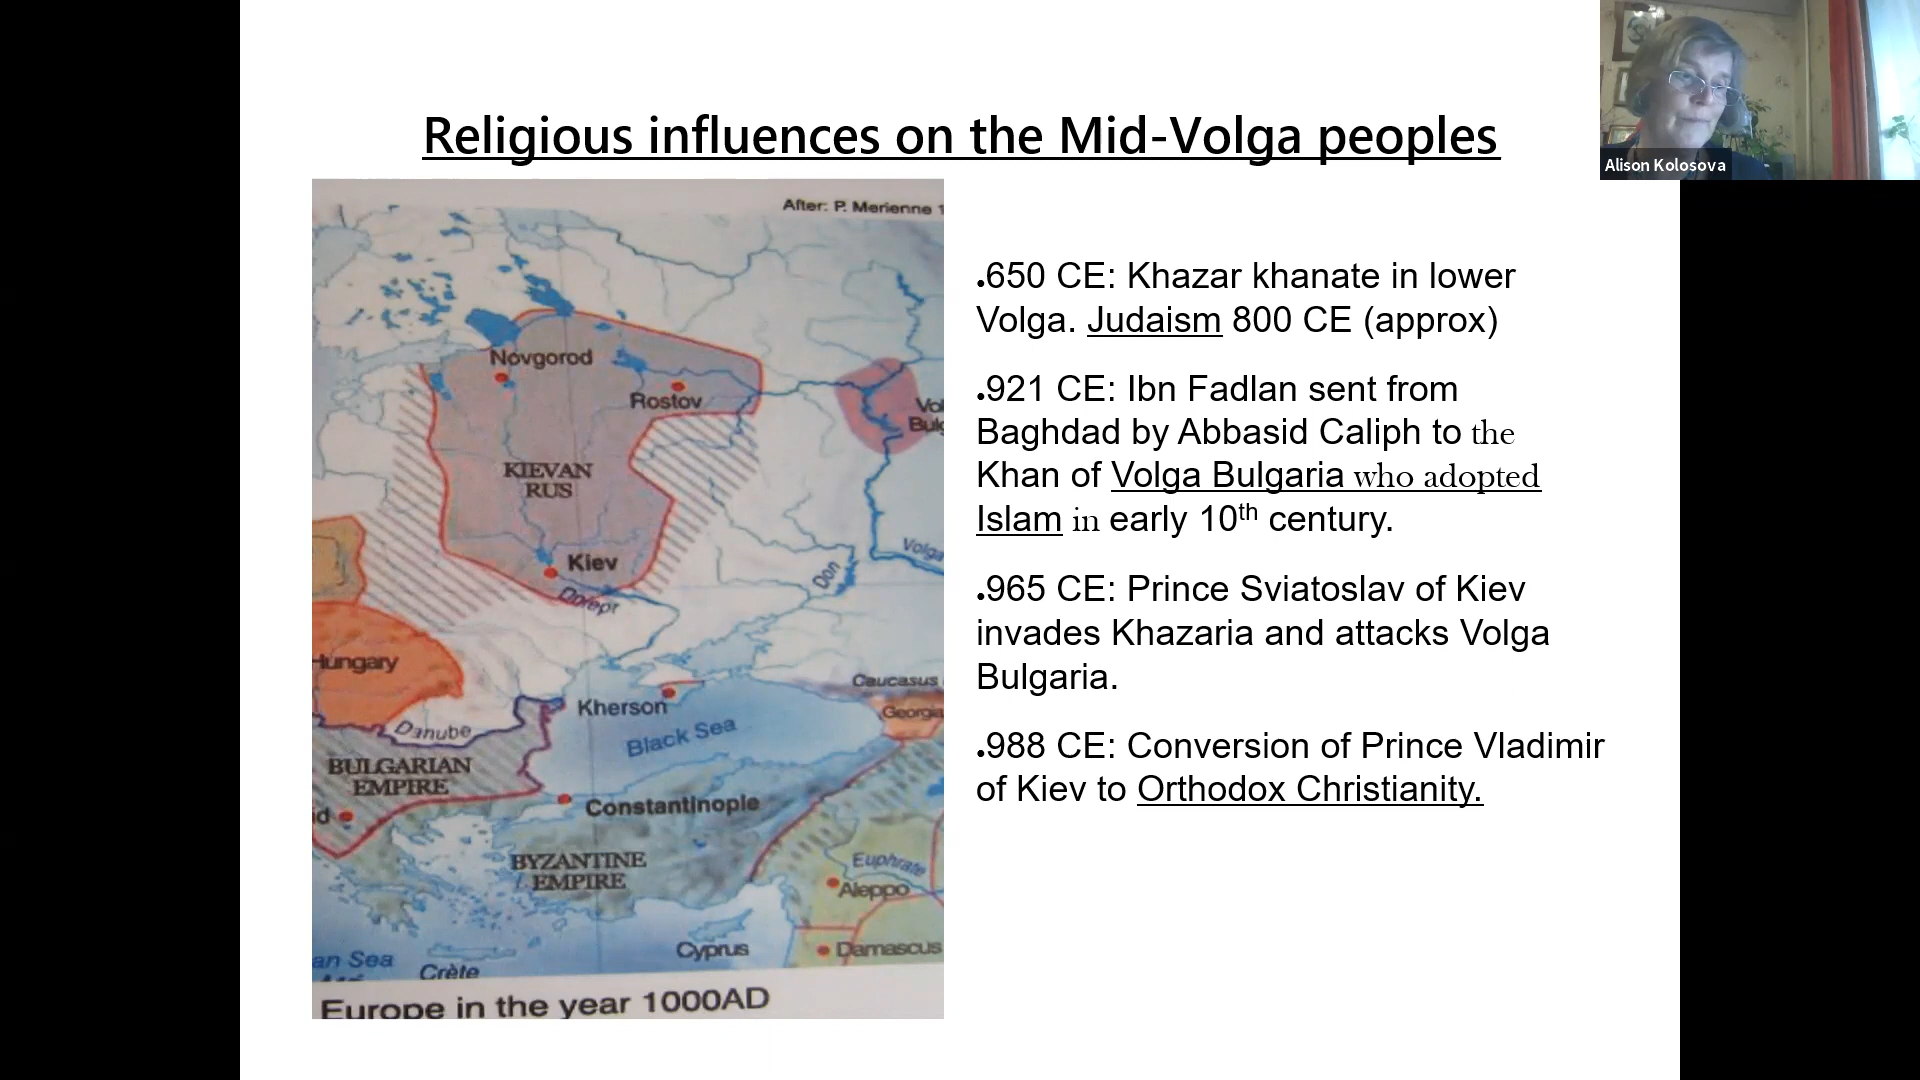 Religious influences on the Mid-Volga peoples
Alison Kolosova
After: P. Merienne
Novgorod
Rostov
KIEVAN
RUS
Kiev
Dniepr
Don
Volga
Hungary
Danube
Kherson
Caucasus
Georgia
Black Sea
BULGARIAN
EMPIRE
Constantinople
BYZANTINE
EMPIRE
Euphrate
Aleppo
Cyprus
Damascus
an Sea
Crète
Europe in the year 1000AD
•650 CE: Khazar khanate in lower
Volga. Judaism 800 CE (approx)
•921 CE: Ibn Fadlan sent from
Baghdad by Abbasid Caliph to the
Khan of Volga Bulgaria who adopted
Islam in early 10th century.
•965 CE: Prince Sviatoslav of Kiev
invades Khazaria and attacks Volga
Bulgaria.
•988 CE: Conversion of Prince Vladimir
of Kiev to Orthodox Christianity.